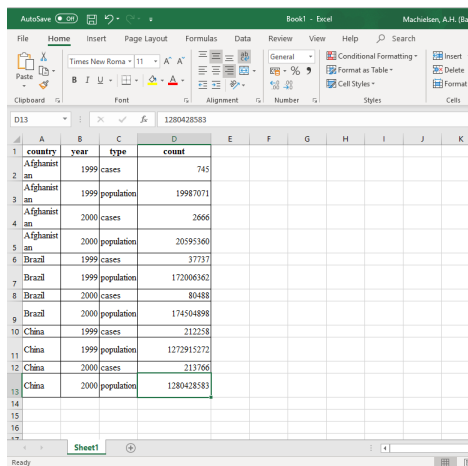 AutoSave Off Book1 - Excel Machielsen, A.H. (Ba
File Home Insert Page Layout Formulas Data Review View Help Search
Times New Roma 11 A^ A˅ General Conditional Formatting Insert
Paste B I U A % Format as Table Delete
Cell Styles Format
Clipboard Font Alignment Number Styles Cells
D13 fx 1280428583
A B C D E F G H I J K
1 country year type count
2 Afghanist
an 1999 cases 745
3 Afghanist
an 1999 population 19987071
4 Afghanist
an 2000 cases 2666
5 Afghanist
an 2000 population 20595360
6 Brazil 1999 cases 37737
7 Brazil 1999 population 172006362
8 Brazil 2000 cases 80488
9 Brazil 2000 population 174504898
10 China 1999 cases 212258
11 China 1999 population 1272915272
12 China 2000 cases 213766
13 China 2000 population 1280428583
14
15
16
17
Sheet1
Ready